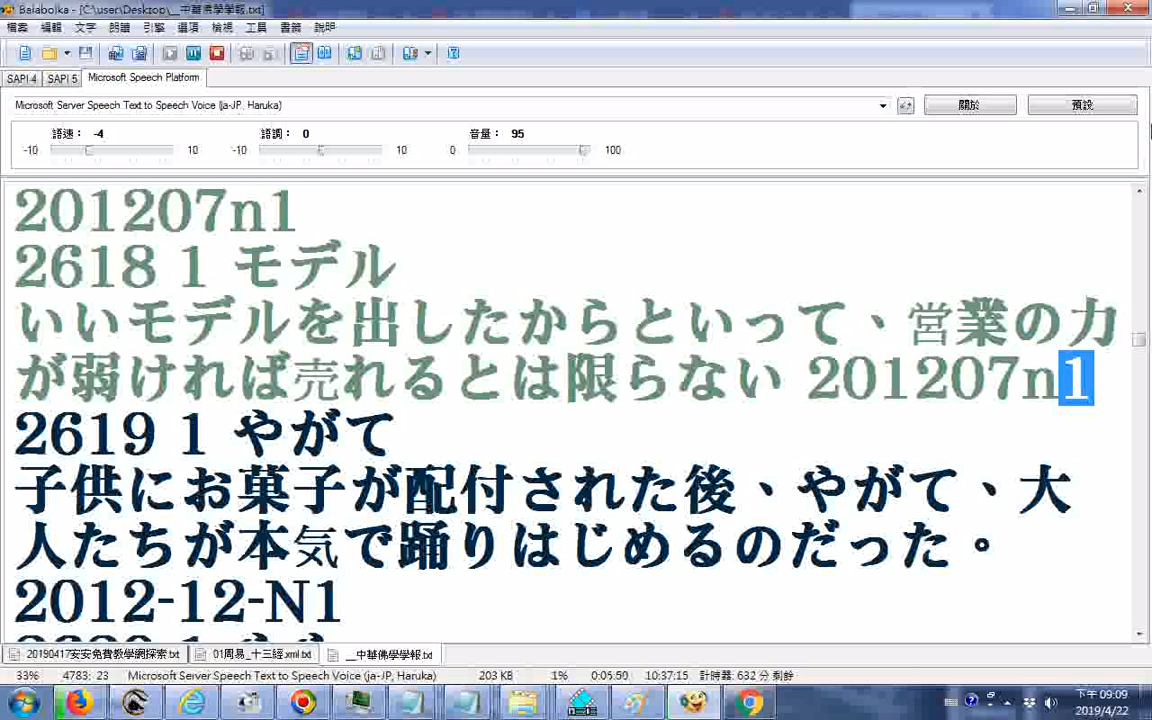 Balabolka - [C:\user\Desktop\__中華佛學學報.txt]
檔案 編輯 文字 朗讀 引擎 選項 檢視 工具 書籤 說明
SAPI 4 SAPI 5 Microsoft Speech Platform
Microsoft Server Speech Text to Speech Voice (ja-JP, Haruka) 關於 預設
語速： -4 語調： 0 音量： 95
-10 10 -10 10 0 100
201207n1
2618 1 モデル
いいモデルを出したからといって、営業の力
が弱ければ売れるとは限らない 201207n1
2619 1 やがて
子供にお菓子が配付された後、やがて、大
人たちが本気で踊りはじめるのだった。
2012-12-N1
20190417安安免費教學網探索.txt 01周易_十三經.xml.txt __中華佛學學報.txt
33% 4783: 23 Microsoft Server Speech Text to Speech Voice (ja-JP, Haruka) 203 KB 1% 0:05:50 10:37:15 計時器: 632 分 剩餘
下午 09:09
2019/4/22